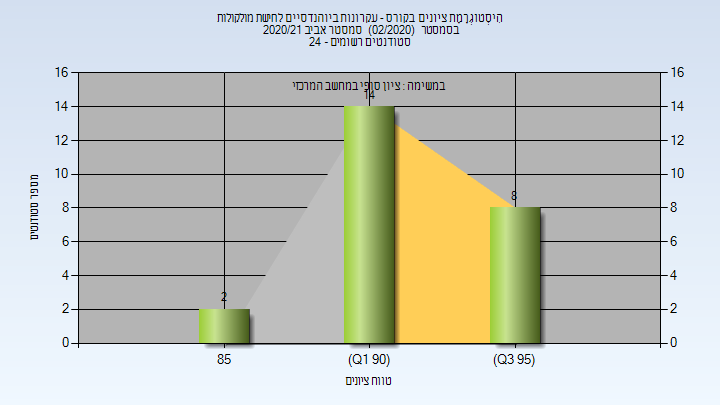 היסטוגרמת ציונים בקורס - עקרונות ביוהנדסיים לחישת מולקולות
בסמסטר (02/2020) סמסטר אביב 2020/21
סטודנטים רשומים - 24
במשימה : ציון סופי במחשב המרכזי
16 16
14 14
14
12 12
10 10
8 8
8
6 6
4 4
2 2
2
0 0
מספר סטודנטים
85 (Q1 90) (Q3 95)
טווח ציונים